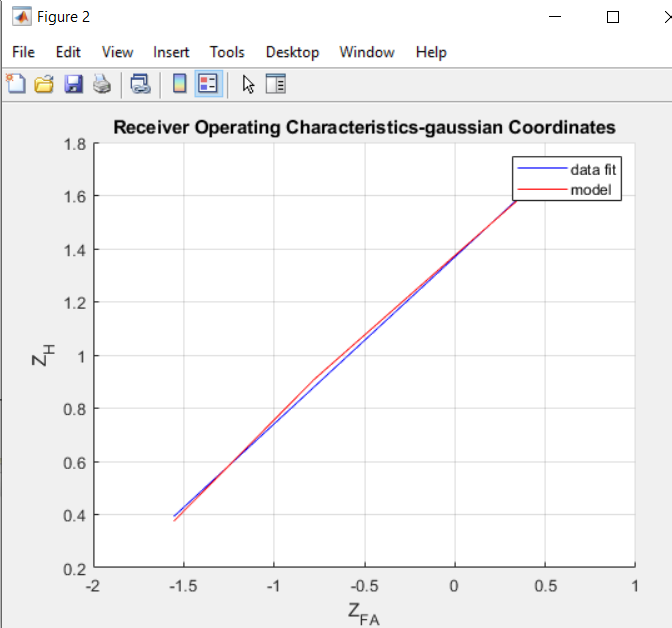 Figure 2
File Edit View Insert Tools Desktop Window Help
Receiver Operating Characteristics-gaussian Coordinates
data fit
model
1.8
1.6
1.4
1.2
1
0.8
0.6
0.4
0.2
Z_H
-2 -1.5 -1 -0.5 0 0.5 1
Z_FA